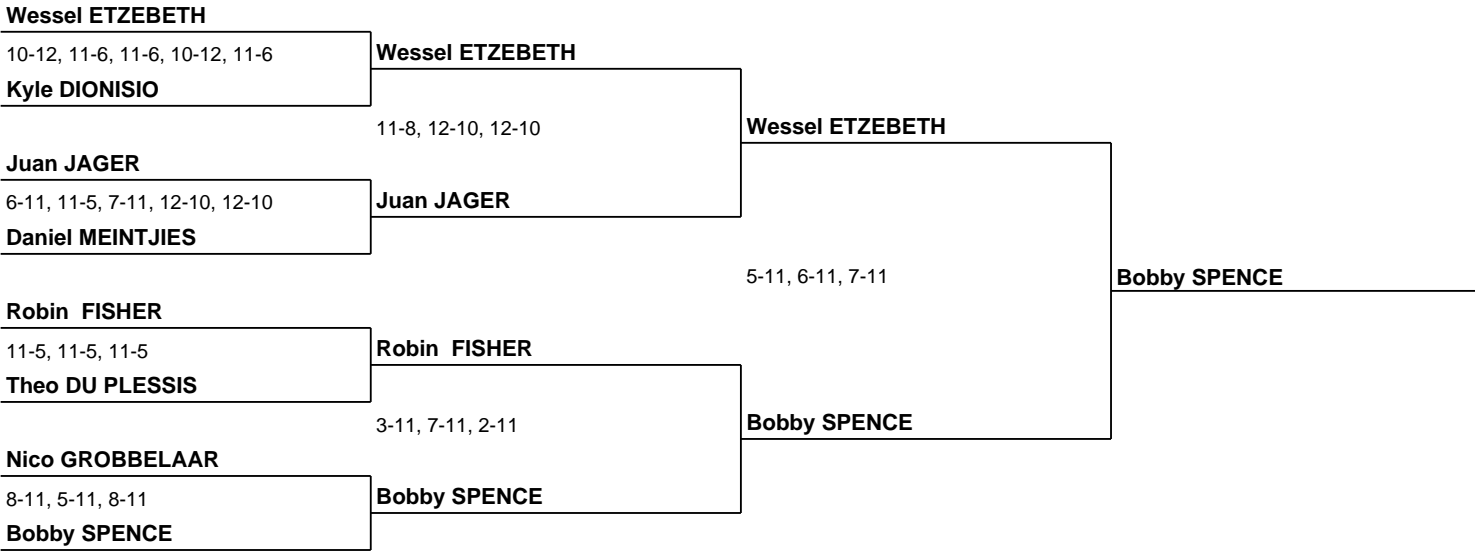 Wessel ETZEBETH
10-12, 11-6, 11-6, 10-12, 11-6
Wessel ETZEBETH
Kyle DIONISIO
11-8, 12-10, 12-10
Wessel ETZEBETH
Juan JAGER
6-11, 11-5, 7-11, 12-10, 12-10
Juan JAGER
Daniel MEINTJIES
5-11, 6-11, 7-11
Bobby SPENCE
Robin  FISHER
11-5, 11-5, 11-5
Robin  FISHER
Theo DU PLESSIS
3-11, 7-11, 2-11
Bobby SPENCE
Nico GROBBELAAR
8-11, 5-11, 8-11
Bobby SPENCE
Bobby SPENCE